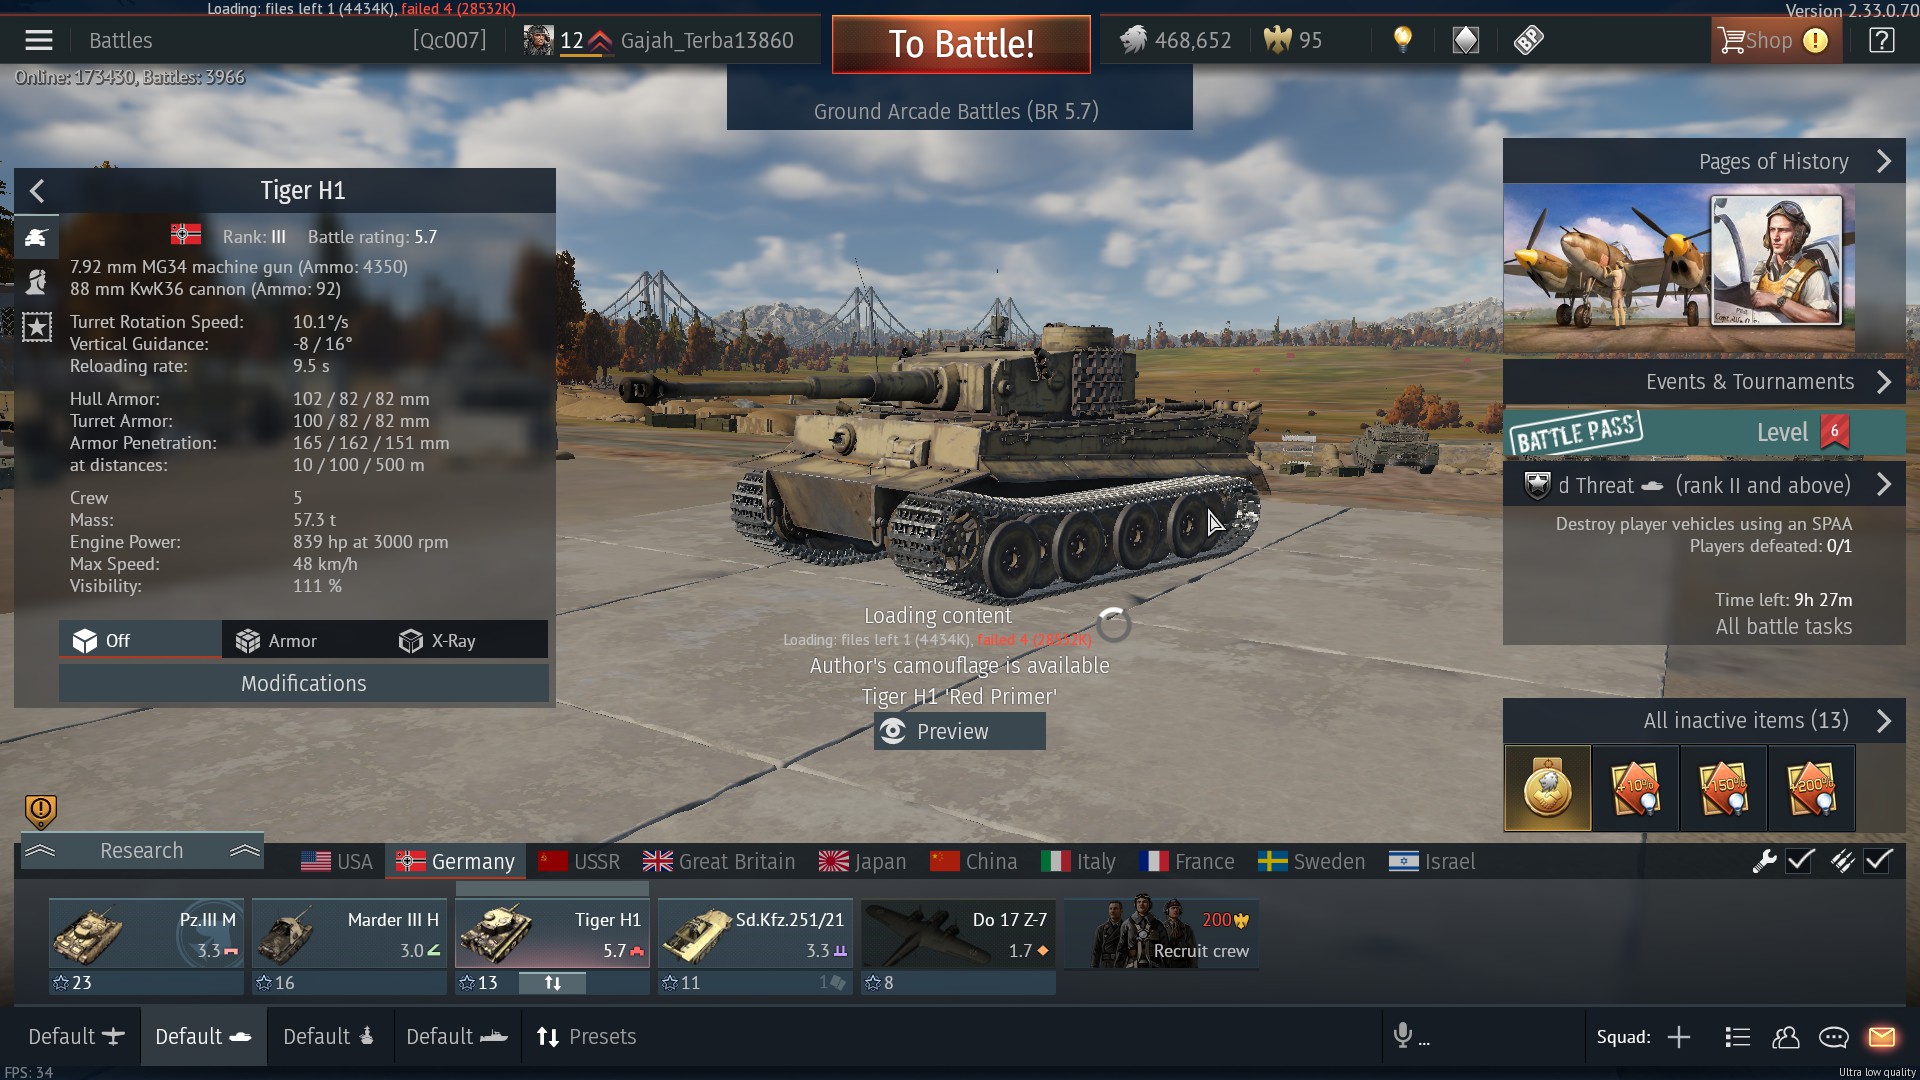 Loading: files left 1 (4434K), failed 4 (28532K)
Version 2.33.0.70
Battles
[Qc007]
12
Gajah_Terba13860
To Battle!
468,652
95
Shop
Online: 173430, Battles: 3966
Ground Arcade Battles (BR 5.7)
Tiger H1
Rank: III Battle rating: 5.7
7.92 mm MG34 machine gun (Ammo: 4350)
88 mm KwK36 cannon (Ammo: 92)
Turret Rotation Speed: 10.1°/s
Vertical Guidance: -8 / 16°
Reloading rate: 9.5 s
Hull Armor: 102 / 82 / 82 mm
Turret Armor: 100 / 82 / 82 mm
Armor Penetration: 165 / 162 / 151 mm
at distances: 10 / 100 / 500 m
Crew 5
Mass: 57.3 t
Engine Power: 839 hp at 3000 rpm
Max Speed: 48 km/h
Visibility: 111 %
Off
Armor
X-Ray
Modifications
Loading content
Loading: files left 1 (4434K), failed 4 (28532K)
Author's camouflage is available
Tiger H1 'Red Primer'
Preview
Pages of History
Events & Tournaments
BATTLE PASS
Level 6
d Threat (rank II and above)
Destroy player vehicles using an SPAA
Players defeated: 0/1
Time left: 9h 27m
All battle tasks
All inactive items (13)
+10%
+150%
+200%
Research
USA
Germany
USSR
Great Britain
Japan
China
Italy
France
Sweden
Israel
Pz.III M
3.3
23
Marder III H
3.0
16
Tiger H1
5.7
13
Sd.Kfz.251/21
3.3
11
1
Do 17 Z-7
1.7
8
200
Recruit crew
Default
Default
Default
Default
Presets
...
Squad:
FPS: 34
Ultra low quality